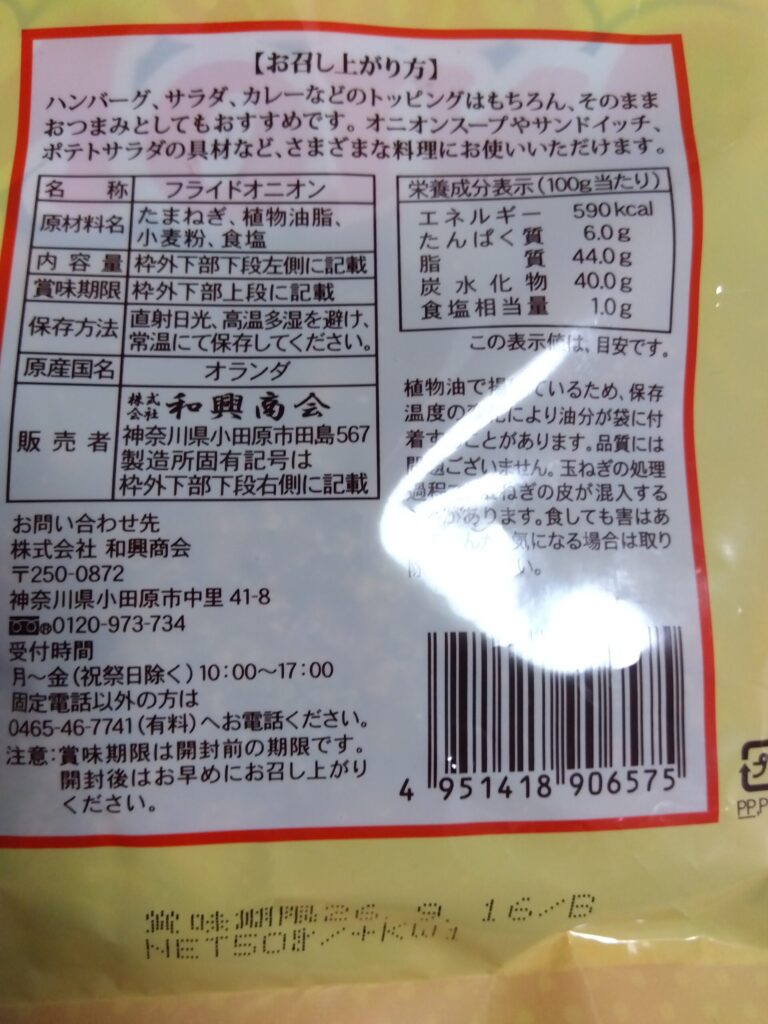 【お召し上がり方】
ハンバーグ、サラダ、カレーなどのトッピングはもちろん、そのまま
おつまみとしてもおすすめです。オニオンスープやサンドイッチ、
ポテトサラダの具材など、さまざまな料理にお使いいただけます。
名称 フライドオニオン
原材料名 たまねぎ、植物油脂、
小麦粉、食塩
内容量 枠外下部下段左側に記載
賞味期限 枠外下部上段に記載
保存方法 直射日光、高温多湿を避け、
常温にて保存してください。
原産国名 オランダ
販売者 株式会社 和興商会
神奈川県小田原市田島567
製造所固有記号は
枠外下部下段右側に記載
栄養成分表示(100g当たり)
エネルギー 590kcal
たんぱく質 6.0g
脂質 44.0g
炭水化物 40.0g
食塩相当量 1.0g
この表示値は、目安です。
植物油で いるため、保存
温度の により油分が袋に付
着す ことがあります。品質には
ございません。玉ねぎの処理
過程 ねぎの皮が混入する
があります。食しても害はあ
気になる場合は取り
い。
お問い合わせ先
株式会社 和興商会
〒250-0872
神奈川県小田原市中里 41-8
®0120-973-734
受付時間
月～金(祝祭日除く)10:00～17:00
固定電話以外の方は
0465-46-7741(有料)へお電話ください。
注意:賞味期限は開封前の期限です。
開封後はお早めにお召し上がり
ください。
4 951418 906575
プ
PP,P
賞味期限26. 9. 16/B
NET50g/+K